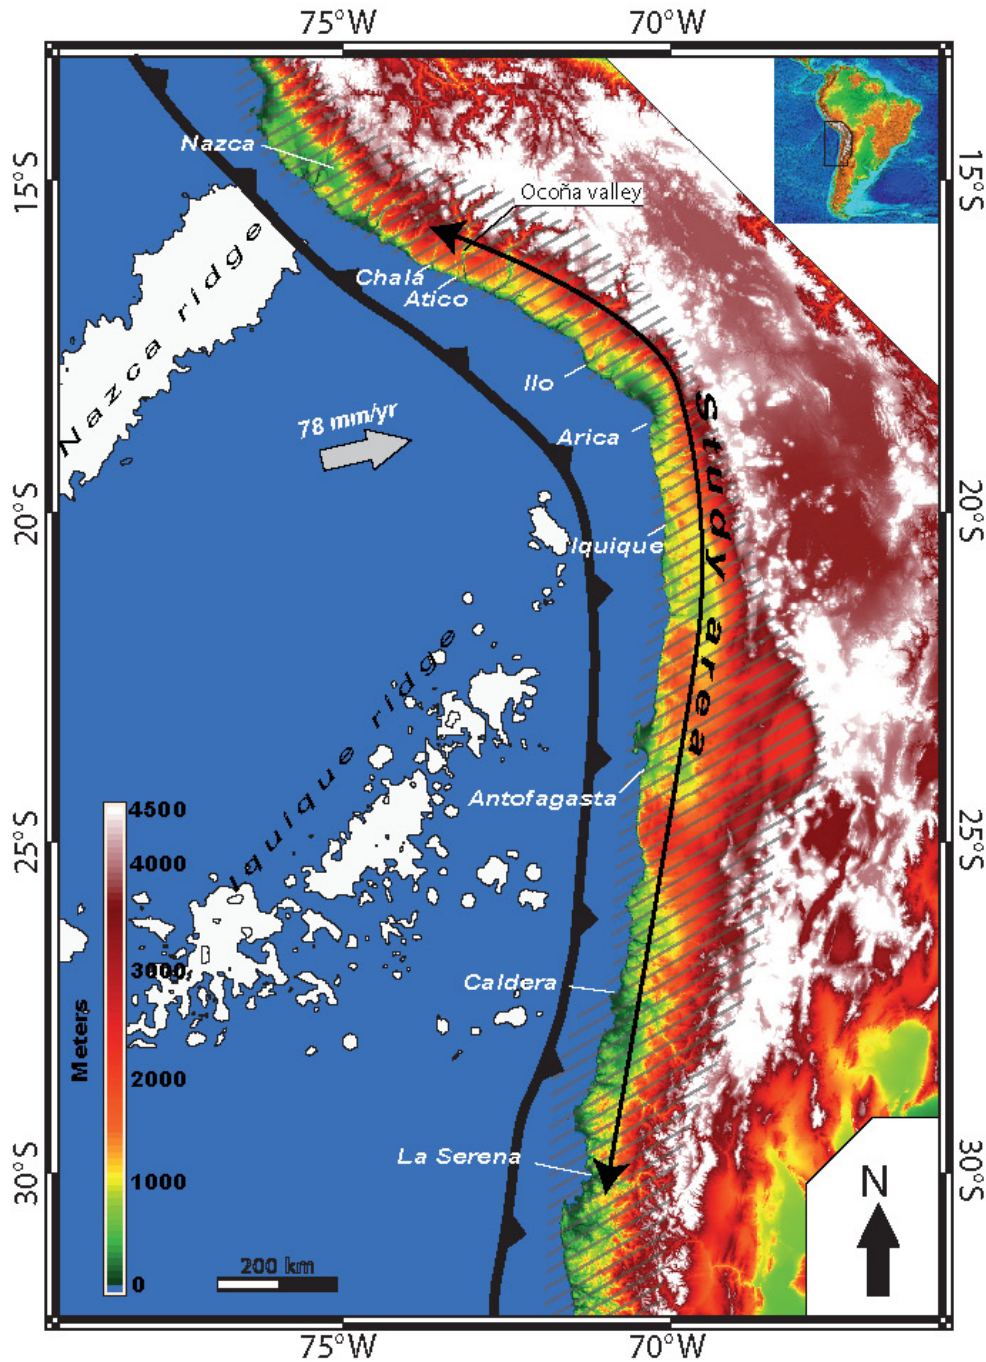 75°W 70°W
Nazca
15°S 15°S
Ocoña valley
Nazca ridge
Chala
Atico
Ilo
78 mm/yr
Arica
Study area
20°S 20°S
Iquique
Iquique ridge
Antofagasta
4500
25°S 25°S
4000
3000
Caldera
Meters
2000
La Serena
1000
30°S 30°S
N
200 km
0
75°W 70°W